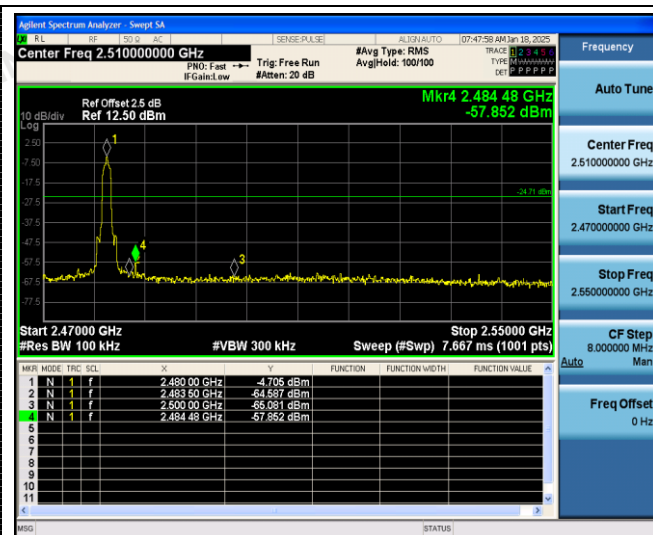 Agilent Spectrum Analyzer - Swept SA
RL RF 50 Ω AC SENSE:PULSE ALIGN AUTO 07:47:58 AM Jan 18, 2025
Center Freq 2.510000000 GHz
PNO: Fast
IFGain:Low
Trig: Free Run
#Atten: 20 dB
#Avg Type: RMS
Avg|Hold: 100/100
TRACE 1 2 3 4 5 6
TYPE M
DET P P P P P P
Mkr4 2.484 48 GHz
-57.852 dBm
Ref Offset 2.5 dB
10 dB/div Ref 12.50 dBm
Log
2.50
-7.50
-17.5
-27.5
-37.5
-47.5
-57.5
-67.5
-77.5
1
-24.71 dBm
4
3
Start 2.47000 GHz Stop 2.55000 GHz
#Res BW 100 kHz #VBW 300 kHz Sweep (#Swp) 7.667 ms (1001 pts)
MKR MODE TRC SCL X Y FUNCTION FUNCTION WIDTH FUNCTION VALUE
1 N 1 f 2.480 00 GHz -4.705 dBm
2 N 1 f 2.483 50 GHz -64.587 dBm
3 N 1 f 2.500 00 GHz -65.081 dBm
4 N 1 f 2.484 48 GHz -57.852 dBm
5
6
7
8
9
10
11
MSG STATUS
Frequency
Auto Tune
Center Freq
2.510000000 GHz
Start Freq
2.470000000 GHz
Stop Freq
2.550000000 GHz
CF Step
8.000000 MHz
Auto Man
Freq Offset
0 Hz